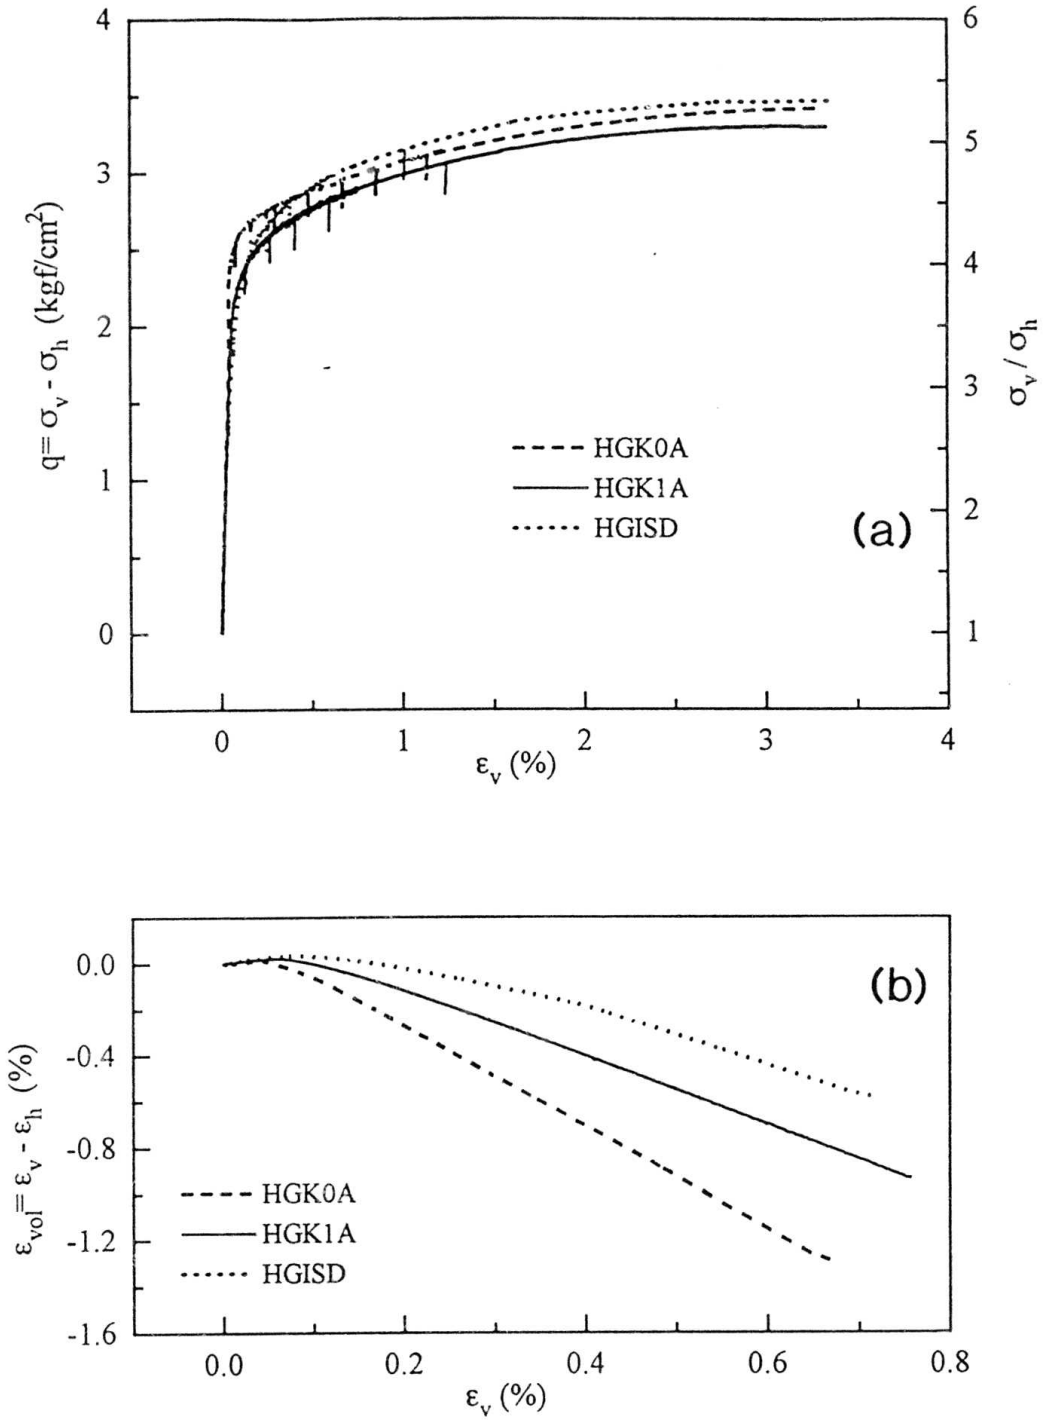 4
3
2
1
0
q= σv - σh (kgf/cm2)
6
5
4
3
2
1
σv / σh
HGK0A
HGK1A
HGISD
(a)
0 1 2 3 4
εv (%)
0.0
-0.4
-0.8
-1.2
-1.6
εvol= εv - εh (%)
(b)
HGK0A
HGK1A
HGISD
0.0 0.2 0.4 0.6 0.8
εv (%)